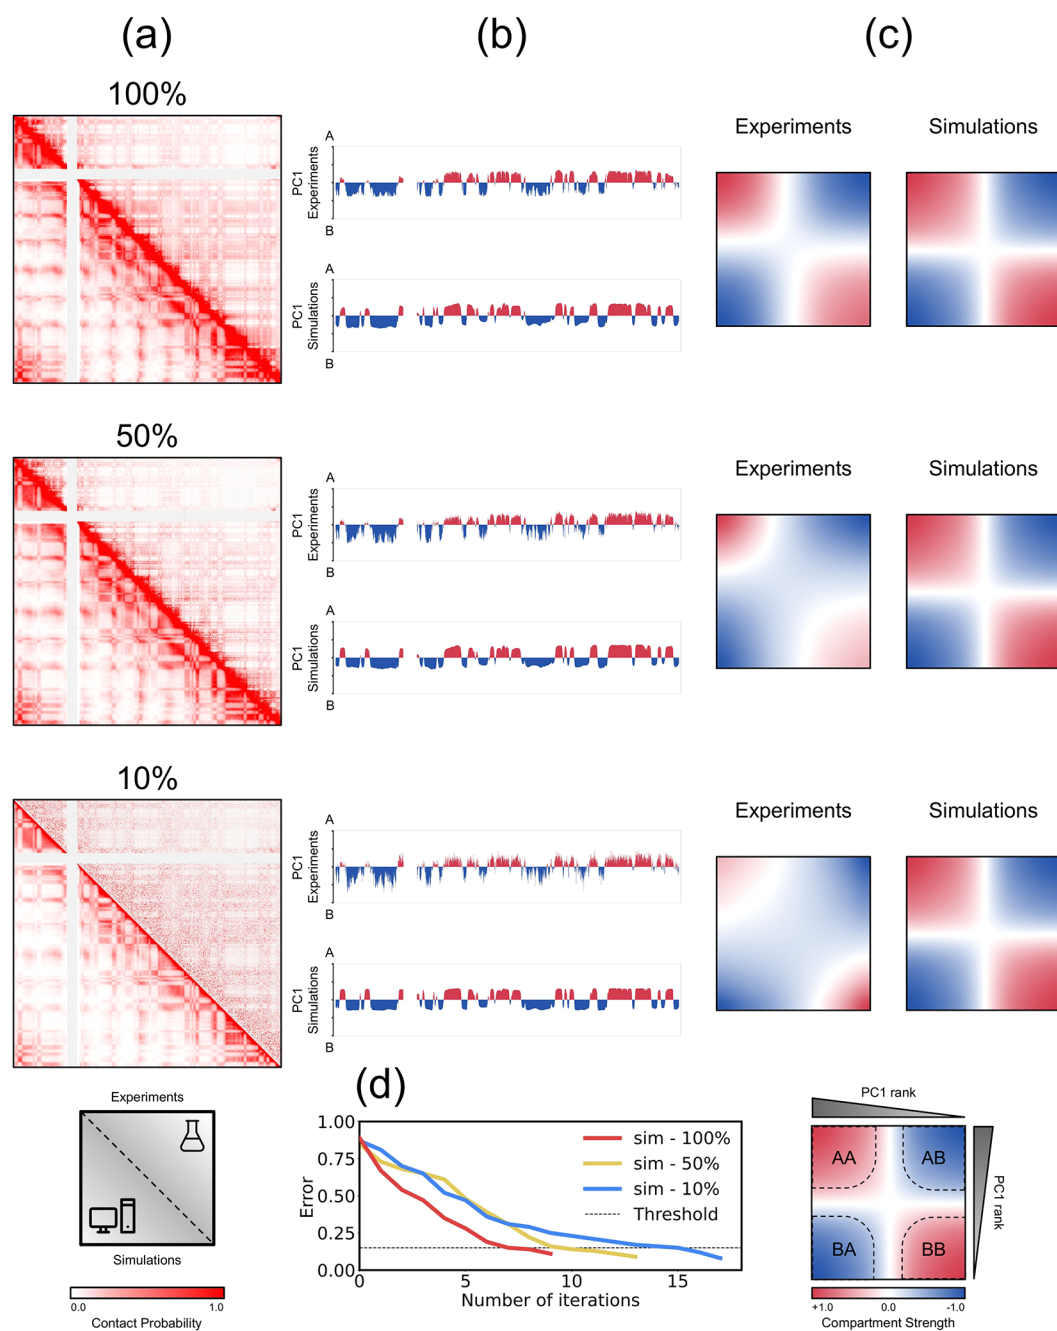 (a)
(b)
(c)
100%
A
PC1
Experiments
B
A
PC1
Simulations
B
Experiments
Simulations
50%
A
PC1
Experiments
B
A
PC1
Simulations
B
Experiments
Simulations
10%
A
PC1
Experiments
B
A
PC1
Simulations
B
Experiments
Simulations
Experiments
Simulations
0.0
1.0
Contact Probability
(d)
1.00
0.75
0.50
0.25
0.00
Error
sim - 100%
sim - 50%
sim - 10%
Threshold
0
5
10
15
Number of iterations
PC1 rank
PC1 rank
AA
AB
BA
BB
+1.0
0.0
-1.0
Compartment Strength